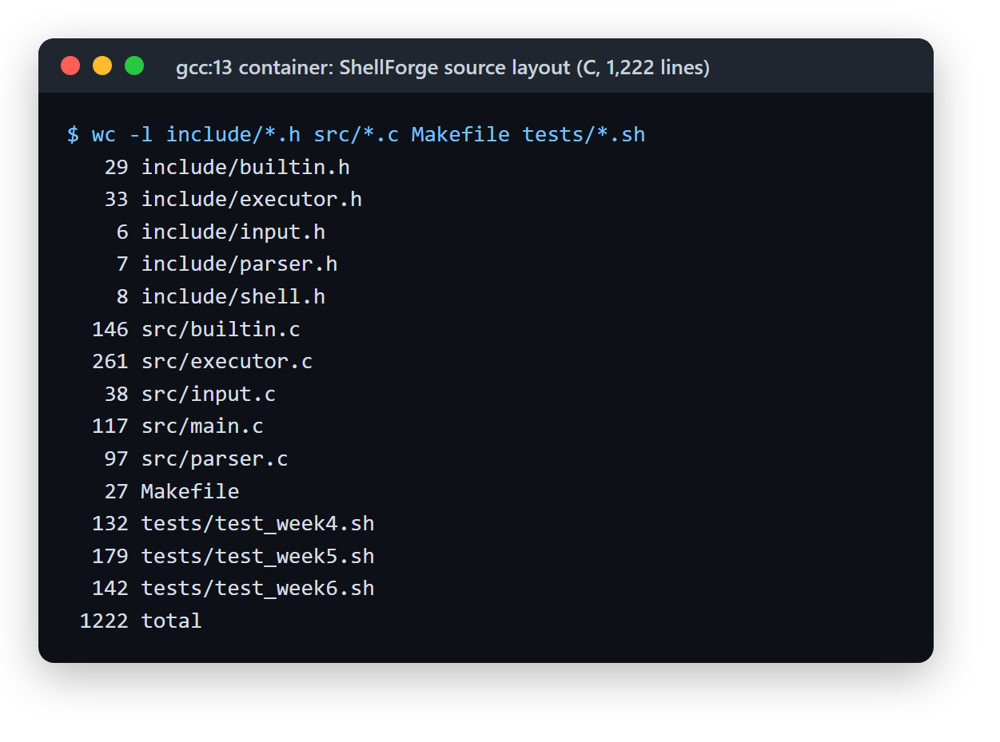 gcc:13 container: ShellForge source layout (C, 1,222 lines)
$ wc -l include/*.h src/*.c Makefile tests/*.sh
29 include/builtin.h
33 include/executor.h
6 include/input.h
7 include/parser.h
8 include/shell.h
146 src/builtin.c
261 src/executor.c
38 src/input.c
117 src/main.c
97 src/parser.c
27 Makefile
132 tests/test_week4.sh
179 tests/test_week5.sh
142 tests/test_week6.sh
1222 total